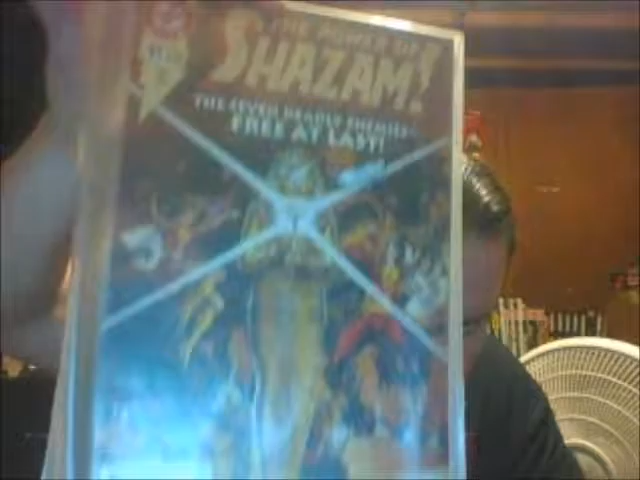 THE POWER OF
SHAZAM!
THE SEVEN DEADLY ENEMIES-
FREE AT LAST!